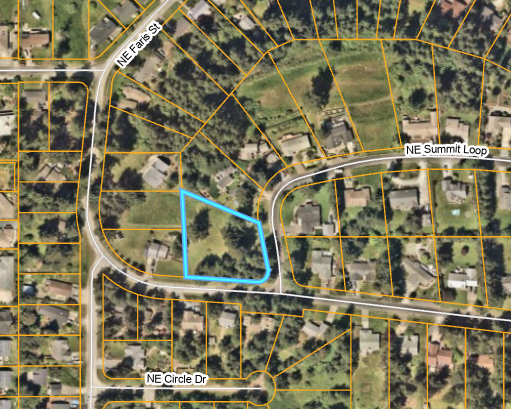 NE Faris St
NE Summit Loop
NE Circle Dr